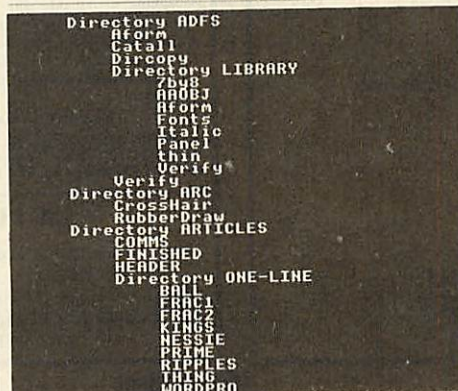 Directory ADFS
Aform
Catall
Dircopy
Directory LIBRARY
7by8
AAOBJ
Aform
Fonts
Italic
Panel
thin
Verify
Verify
Directory ARC
CrossHair
RubberDraw
Directory ARTICLES
COMMS
FINISHED
HEADER
Directory ONE-LINE
BALL
FRAC1
FRAC2
KINGS
NESSIE
PRIME
RIPPLES
THING
WORDPRO